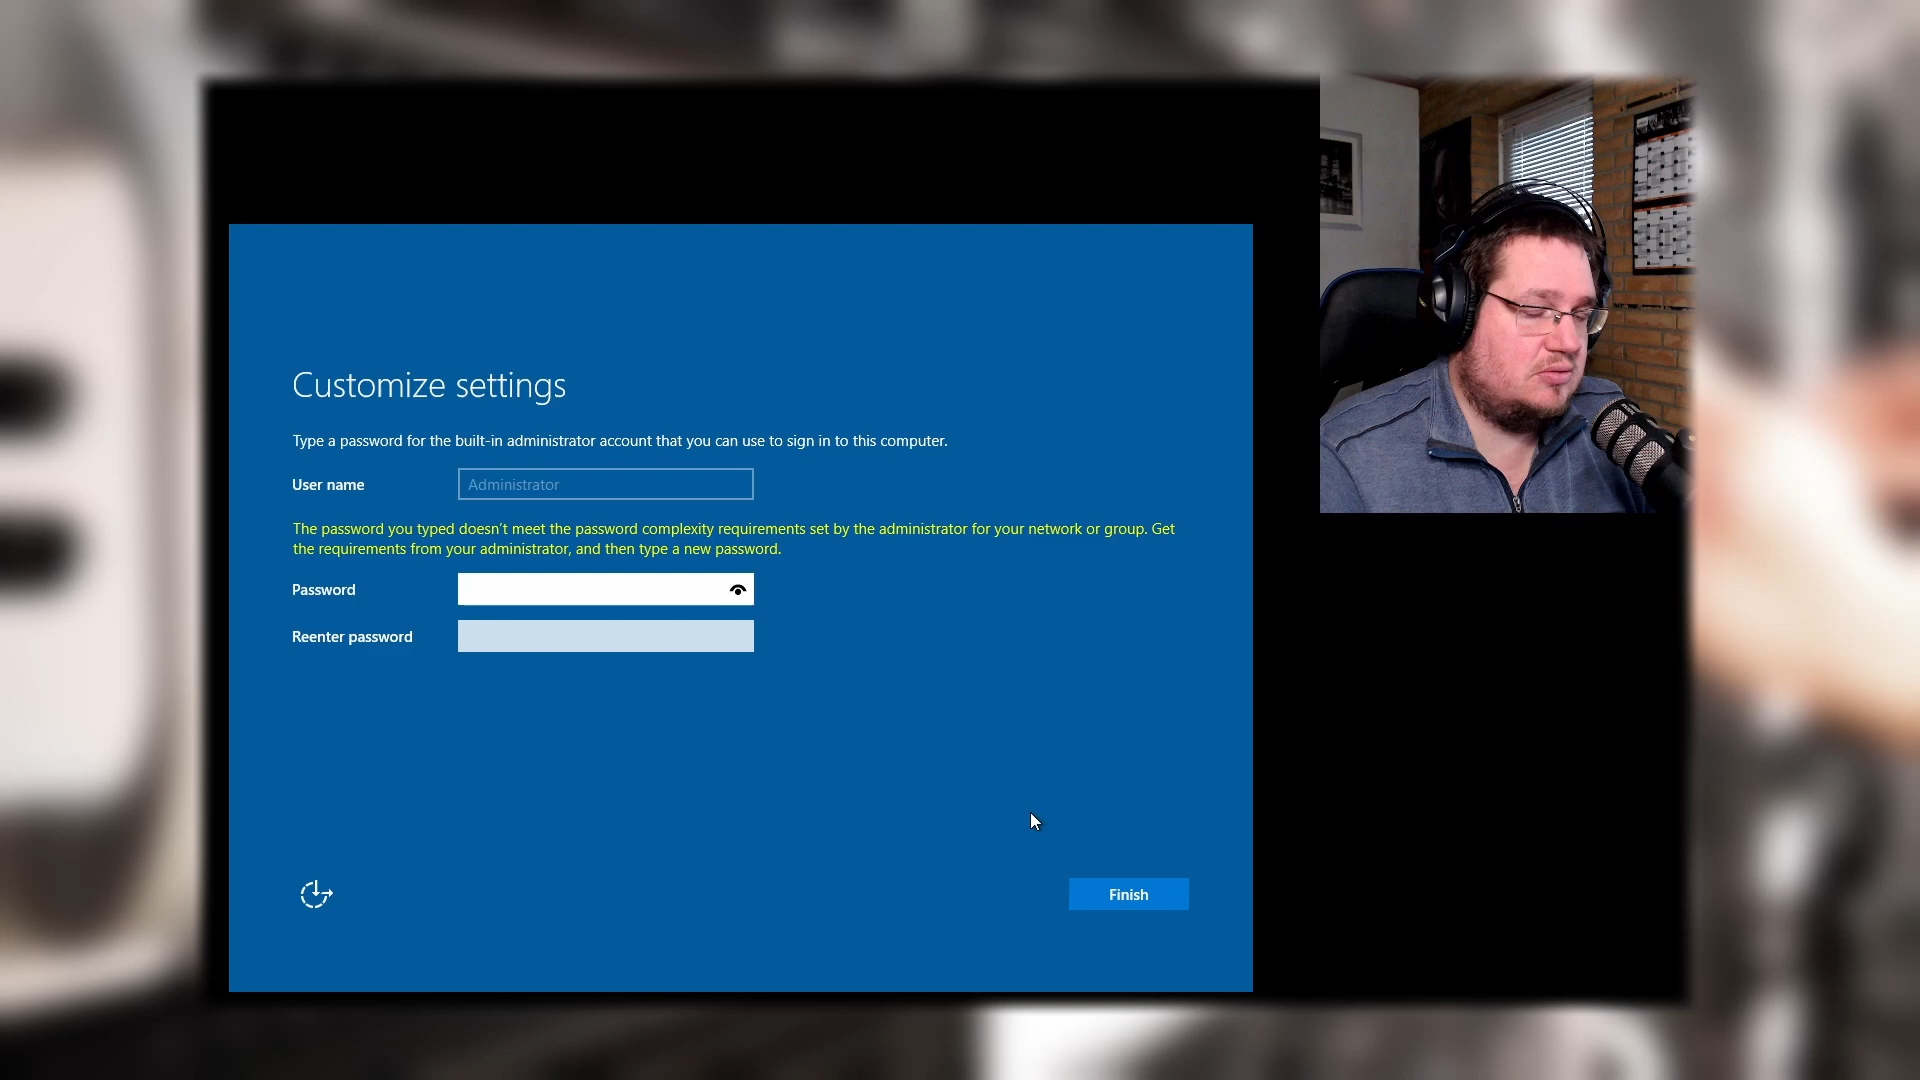 Customize settings
Type a password for the built-in administrator account that you can use to sign in to this computer.
User name
Administrator
The password you typed doesn't meet the password complexity requirements set by the administrator for your network or group. Get
the requirements from your administrator, and then type a new password.
Password
Reenter password
Finish